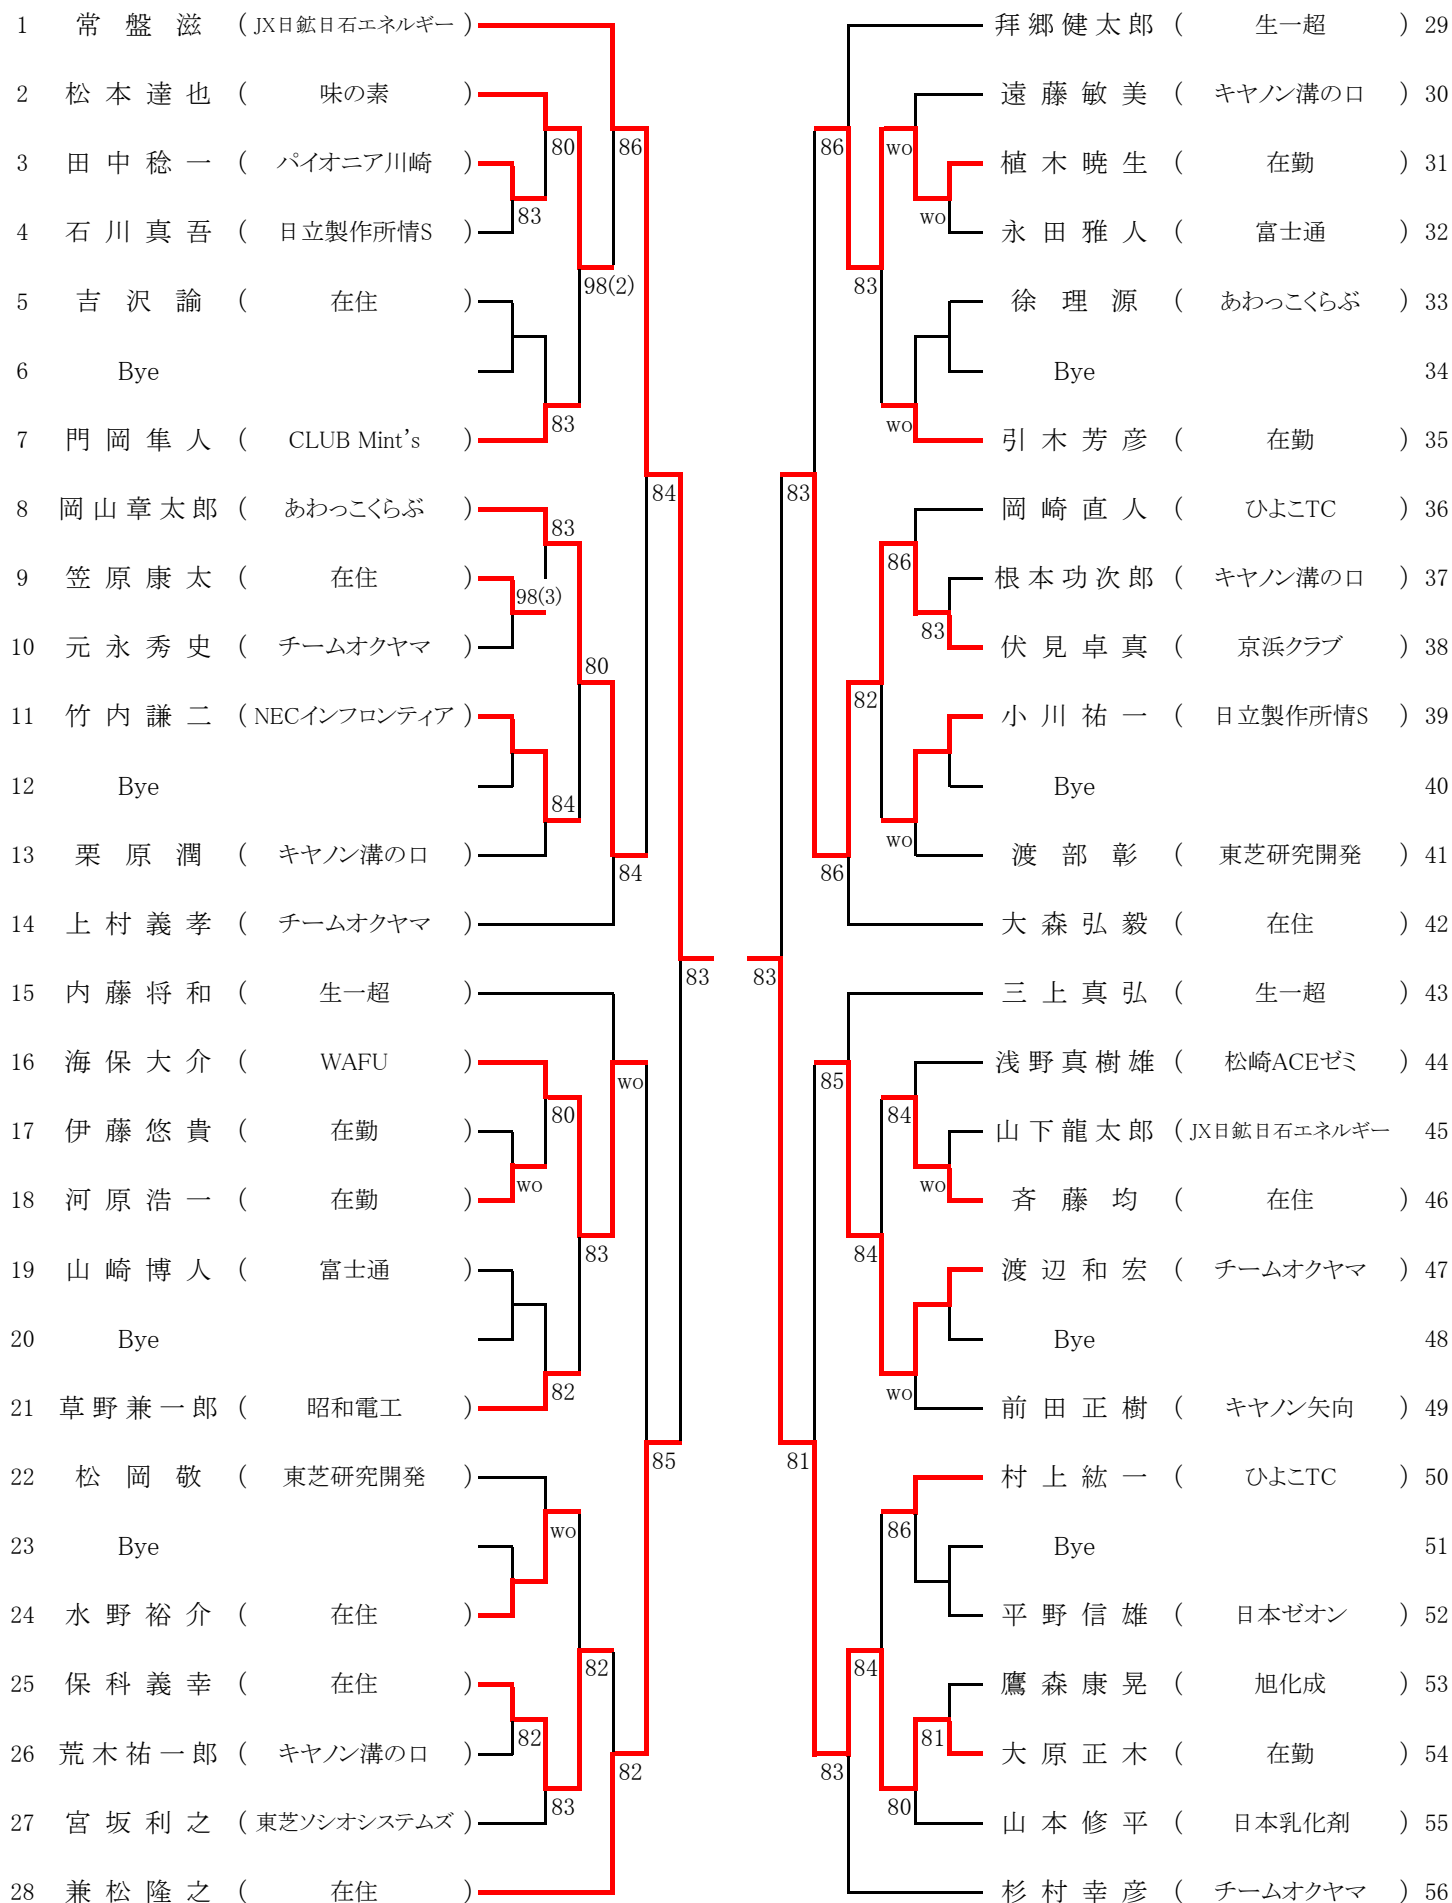 1 常盤滋 ( JX日鉱日石エネルギー )
2 松本達也 ( 味の素 )
80 86
3 田中稔一 ( パイオニア川崎 )
83
4 石川真吾 ( 日立製作所情S )
98(2)
5 吉沢諭 ( 在住 )
6 Bye
83
7 門岡隼人 ( CLUB Mint's )
84
8 岡山章太郎 ( あわっこくらぶ )
83
9 笠原康太 ( 在住 )
98(3)
10 元永秀史 ( チームオクヤマ )
80
11 竹内謙二 ( NECインフロンティア )
12 Bye
84
13 栗原潤 ( キヤノン溝の口 )
84
14 上村義孝 ( チームオクヤマ )
83
15 内藤将和 ( 生一超 )
16 海保大介 ( WAFU )
wo
80
17 伊藤悠貴 ( 在勤 )
wo
18 河原浩一 ( 在勤 )
83
19 山崎博人 ( 富士通 )
20 Bye
82
21 草野兼一郎 ( 昭和電工 )
85
22 松岡敬 ( 東芝研究開発 )
wo
23 Bye
24 水野裕介 ( 在住 )
82
25 保科義幸 ( 在住 )
82
26 荒木祐一郎 ( キヤノン溝の口 )
82
83
27 宮坂利之 ( 東芝ソシオシステムズ )
28 兼松隆之 ( 在住 )
拜郷健太郎 ( 生一超 ) 29
遠藤敏美 ( キヤノン溝の口 ) 30
86 wo
植木暁生 ( 在勤 ) 31
wo
永田雅人 ( 富士通 ) 32
83
徐理源 ( あわっこくらぶ ) 33
Bye 34
wo
引木芳彦 ( 在勤 ) 35
83
岡崎直人 ( ひよこTC ) 36
86
根本功次郎 ( キヤノン溝の口 ) 37
83
伏見卓真 ( 京浜クラブ ) 38
82
小川祐一 ( 日立製作所情S ) 39
Bye 40
wo
渡部彰 ( 東芝研究開発 ) 41
86
大森弘毅 ( 在住 ) 42
83
三上真弘 ( 生一超 ) 43
浅野真樹雄 ( 松崎ACEゼミ ) 44
85
84
山下龍太郎 ( JX日鉱日石エネルギー 45
wo
斉藤均 ( 在住 ) 46
84
渡辺和宏 ( チームオクヤマ ) 47
Bye 48
wo
前田正樹 ( キヤノン矢向 ) 49
81
村上紘一 ( ひよこTC ) 50
86
Bye 51
平野信雄 ( 日本ゼオン ) 52
84
鷹森康晃 ( 旭化成 ) 53
81
大原正木 ( 在勤 ) 54
83
80
山本修平 ( 日本乳化剤 ) 55
杉村幸彦 ( チームオクヤマ ) 56